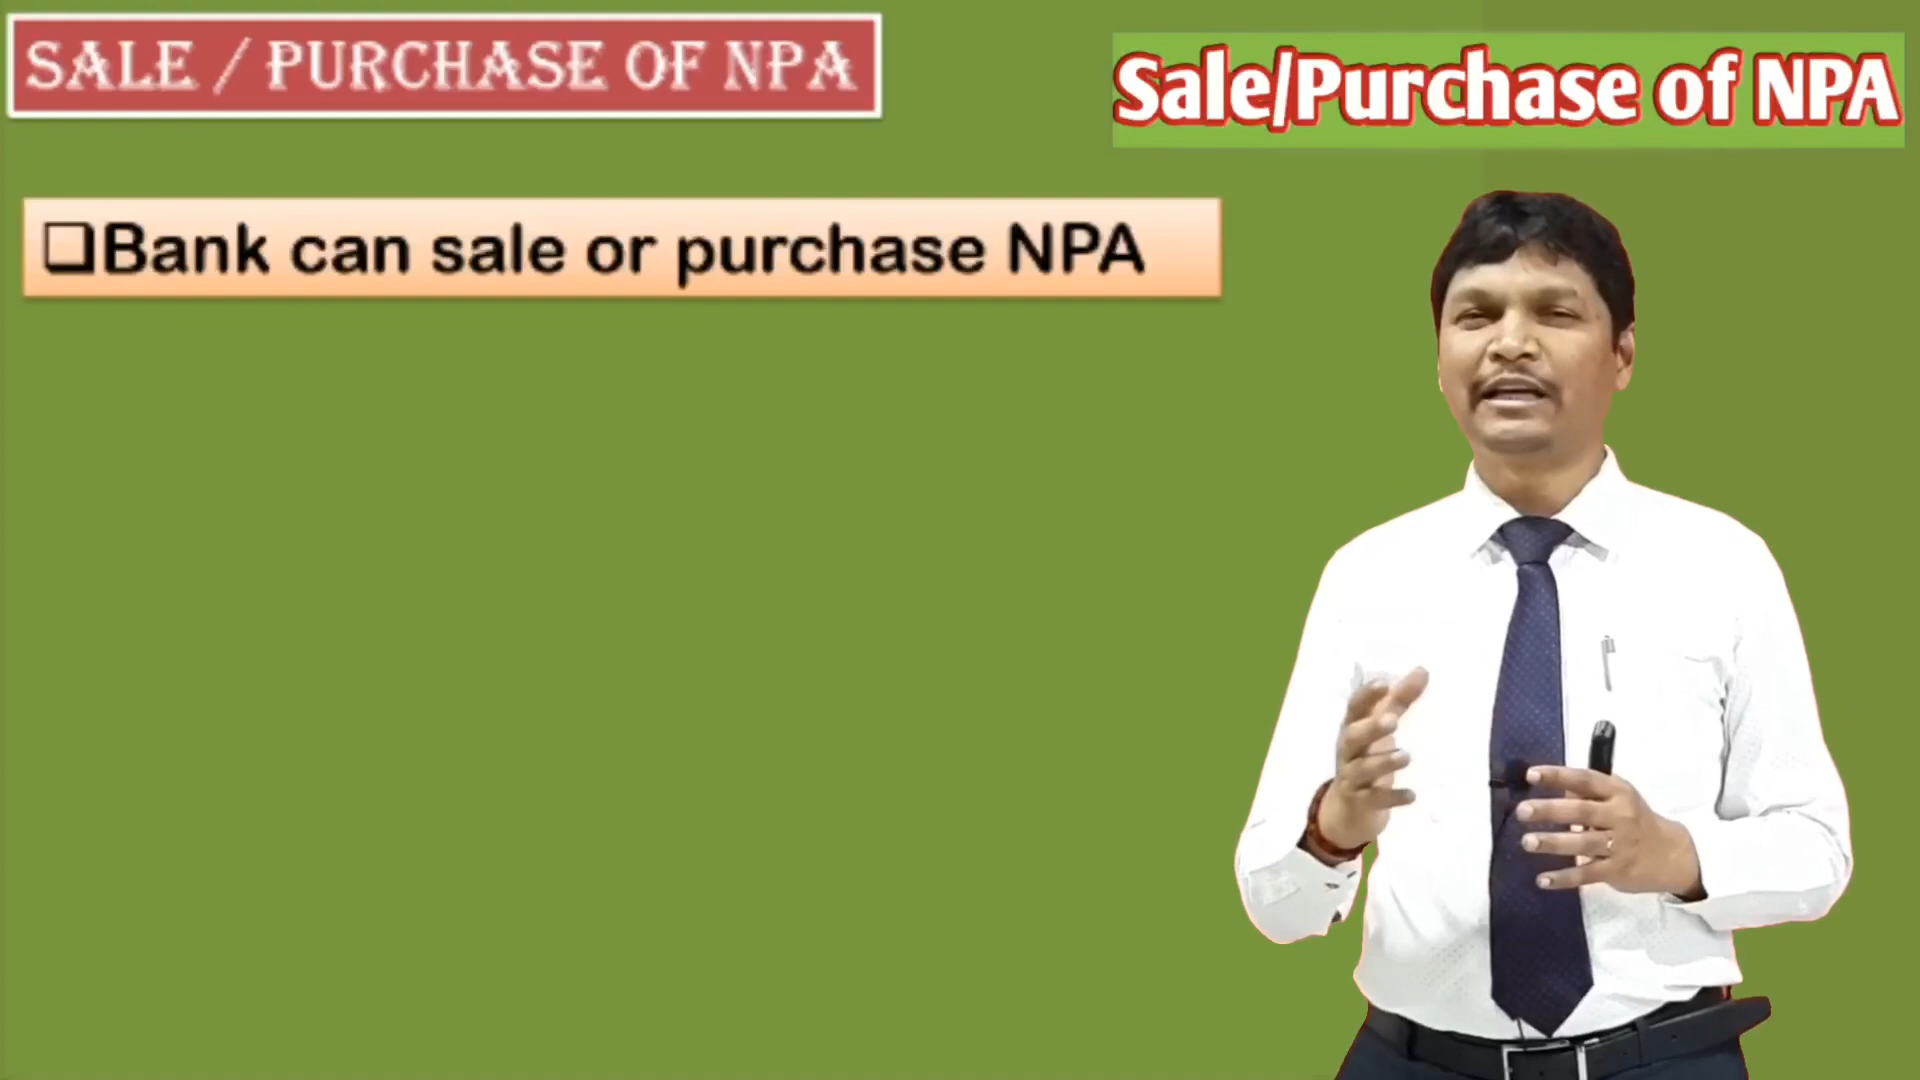 SALE / PURCHASE OF NPA
Sale/Purchase of NPA
❑Bank can sale or purchase NPA